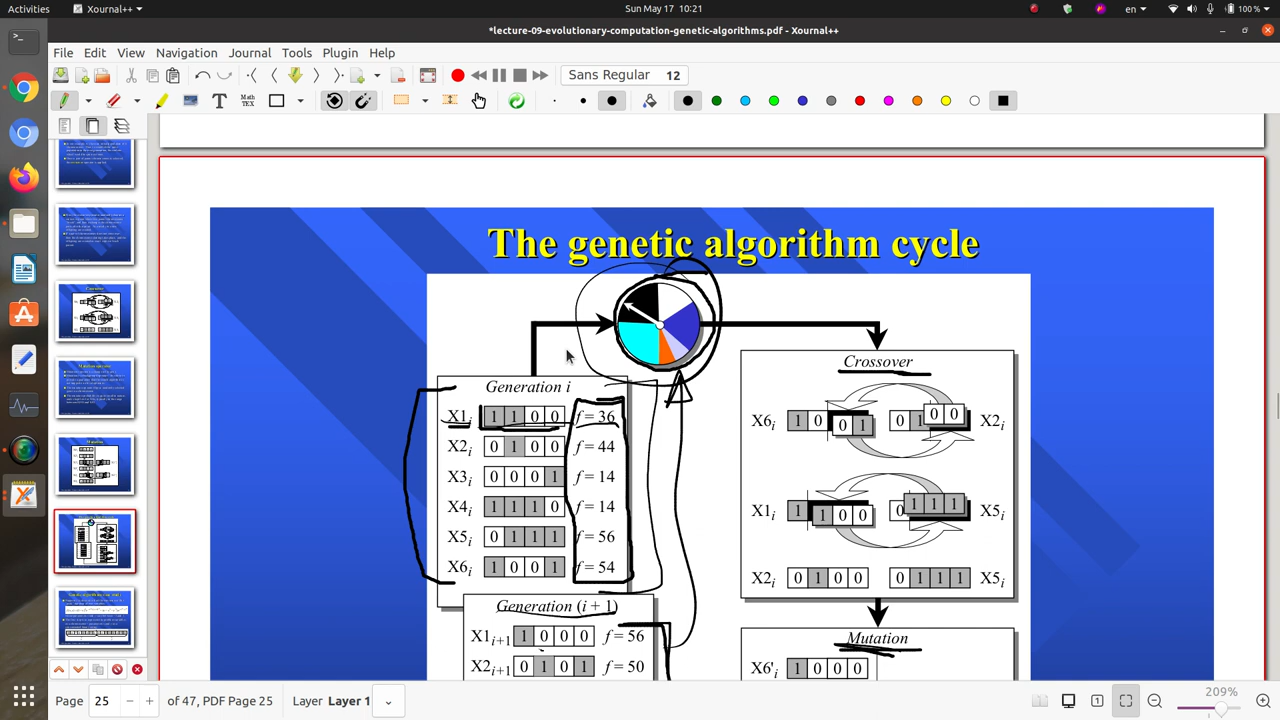 Activities
Xournal++
Sun May 17 10:21
en
100 %
*lecture-09-evolutionary-computation-genetic-algorithms.pdf - Xournal++
File Edit View Navigation Journal Tools Plugin Help
Sans Regular 12
Math TEX
The genetic algorithm cycle
Generation i
X1i 1 1 0 0 f = 36
X2i 0 1 0 0 f = 44
X3i 0 0 0 1 f = 14
X4i 1 1 1 0 f = 14
X5i 0 1 1 1 f = 56
X6i 1 0 0 1 f = 54
Generation (i + 1)
X1i+1 1 0 0 0 f = 56
X2i+1 0 1 0 1 f = 50
Crossover
X6i 1 0 0 1 0 1 0 0 X2i
X1i 1 1 0 0 0 1 1 1 X5i
X2i 0 1 0 0 0 1 1 1 X5i
Mutation
X6'i 1 0 0 0
Page 25 of 47, PDF Page 25 Layer Layer 1
1
209%